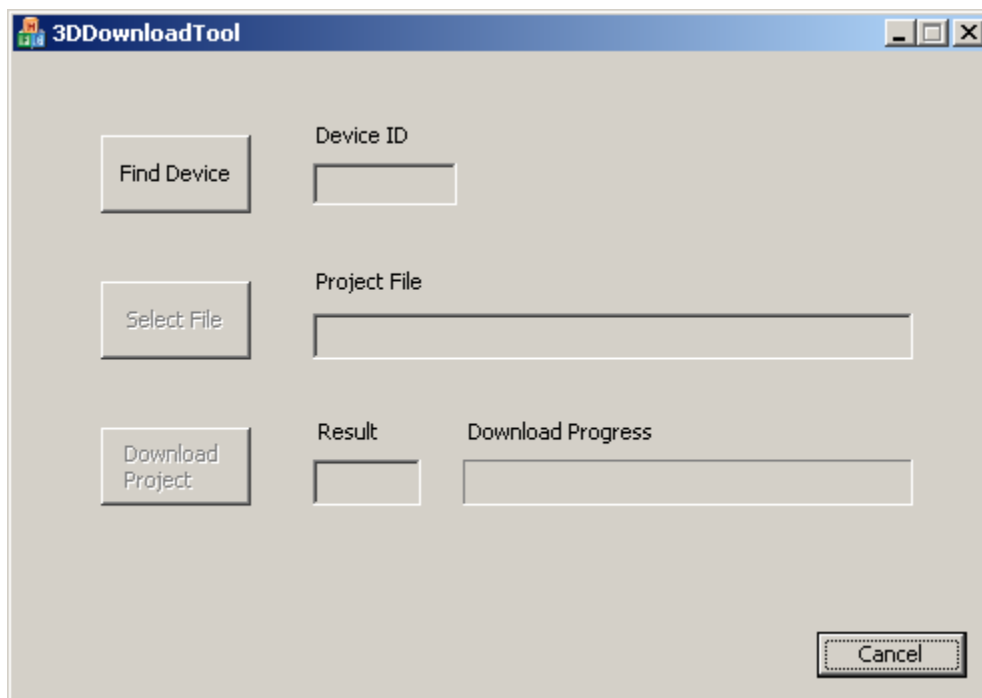 3DDownloadTool
Device ID
Find Device
Project File
Select File
Result
Download Progress
Download
Project
Cancel